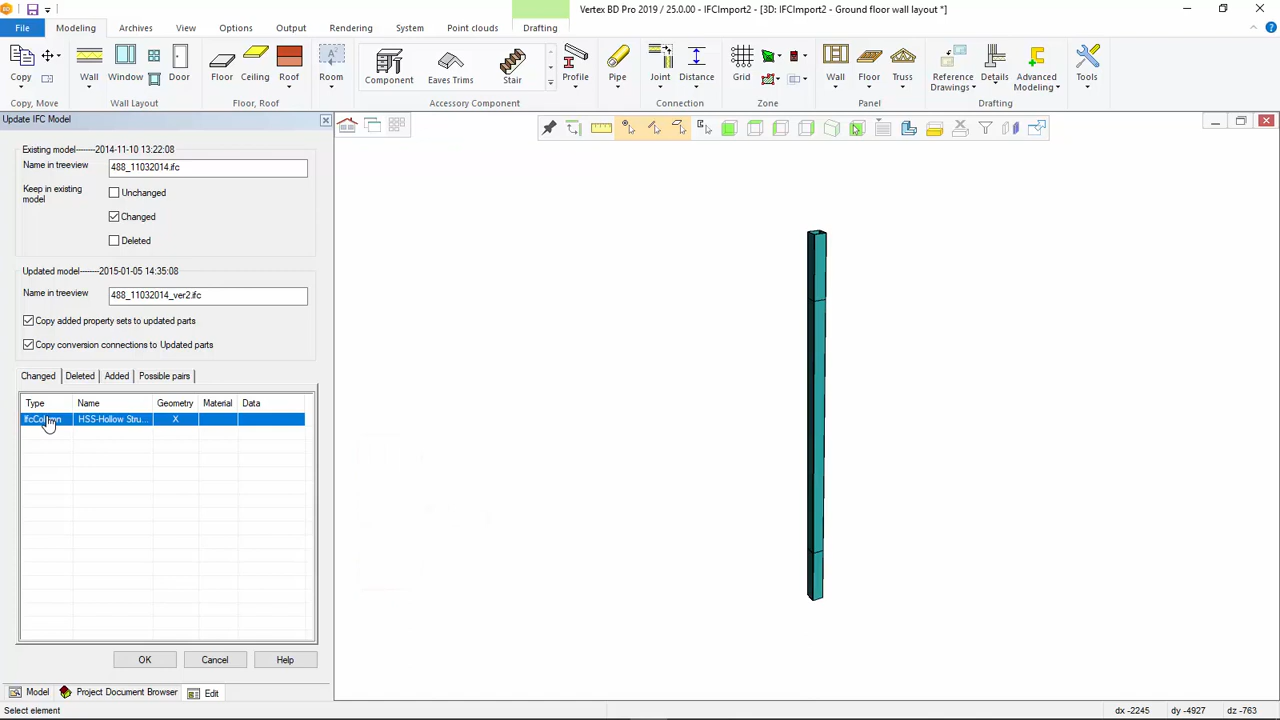 Vertex BD Pro 2019 / 25.0.00 - IFCImport2 - [3D: IFCImport2 - Ground floor wall layout *]
File Modeling Archives View Options Rendering System Point clouds Drafting
Copy Wall Window Door Floor Ceiling Roof Room Component Eaves Trims Stair Profile Pipe Joint Distance Grid Wall Floor Truss Reference Drawings Details Advanced Modeling Tools
Copy, Move Wall Layout Floor, Roof Accessory Component Connection Zone Panel Drafting
Update IFC Model
Existing model-------2014-11-10 13:22:08
Name in treeview 488_11032014.ifc
Keep in existing model
Unchanged
Changed
Deleted
Updated model-------2015-01-05 14:35:08
Name in treeview 488_11032014_ver2.ifc
Copy added property sets to updated parts
Copy conversion connections to Updated parts
Changed Deleted Added Possible pairs
Type Name Geometry Material Data
IfcColumn HSS-Hollow Stru... X
OK Cancel Help
Model Project Document Browser Edit
Select element dx -2245 dy -4927 dz -763